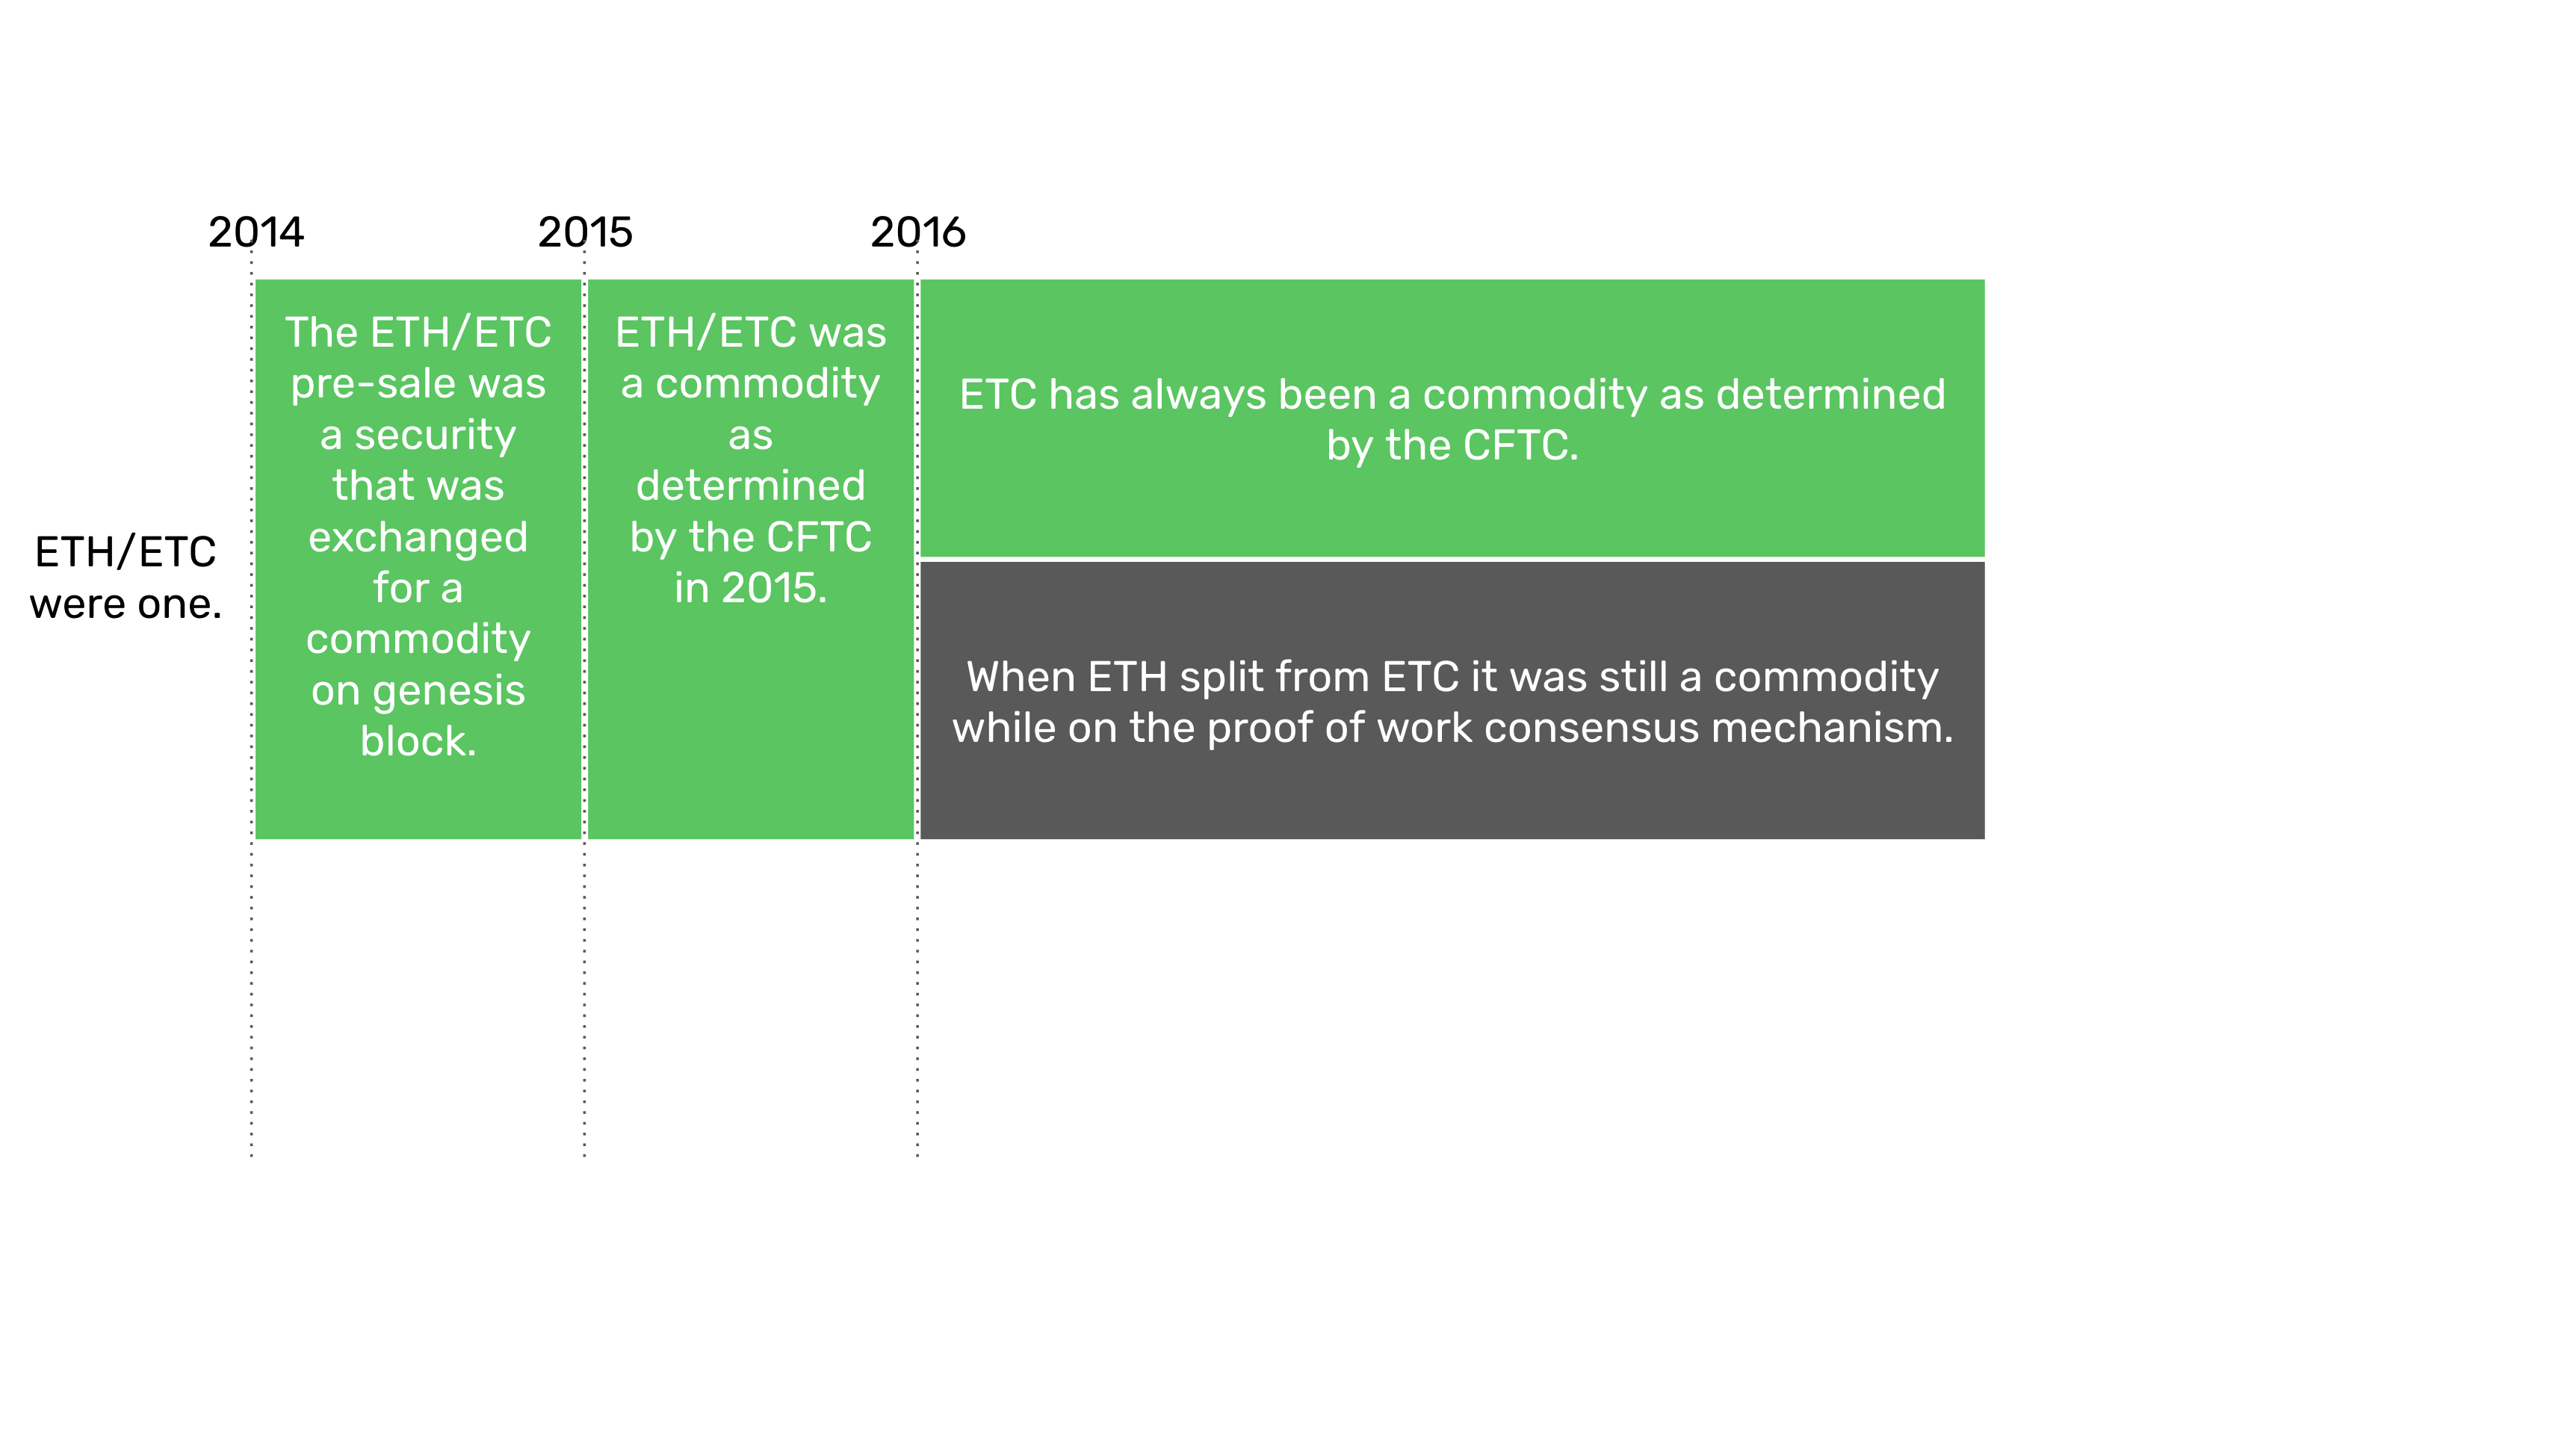 2014
2015
2016
ETH/ETC
were one.
The ETH/ETC
pre-sale was
a security
that was
exchanged
for a
commodity
on genesis
block.
ETH/ETC was
a commodity
as
determined
by the CFTC
in 2015.
ETC has always been a commodity as determined
by the CFTC.
When ETH split from ETC it was still a commodity
while on the proof of work consensus mechanism.